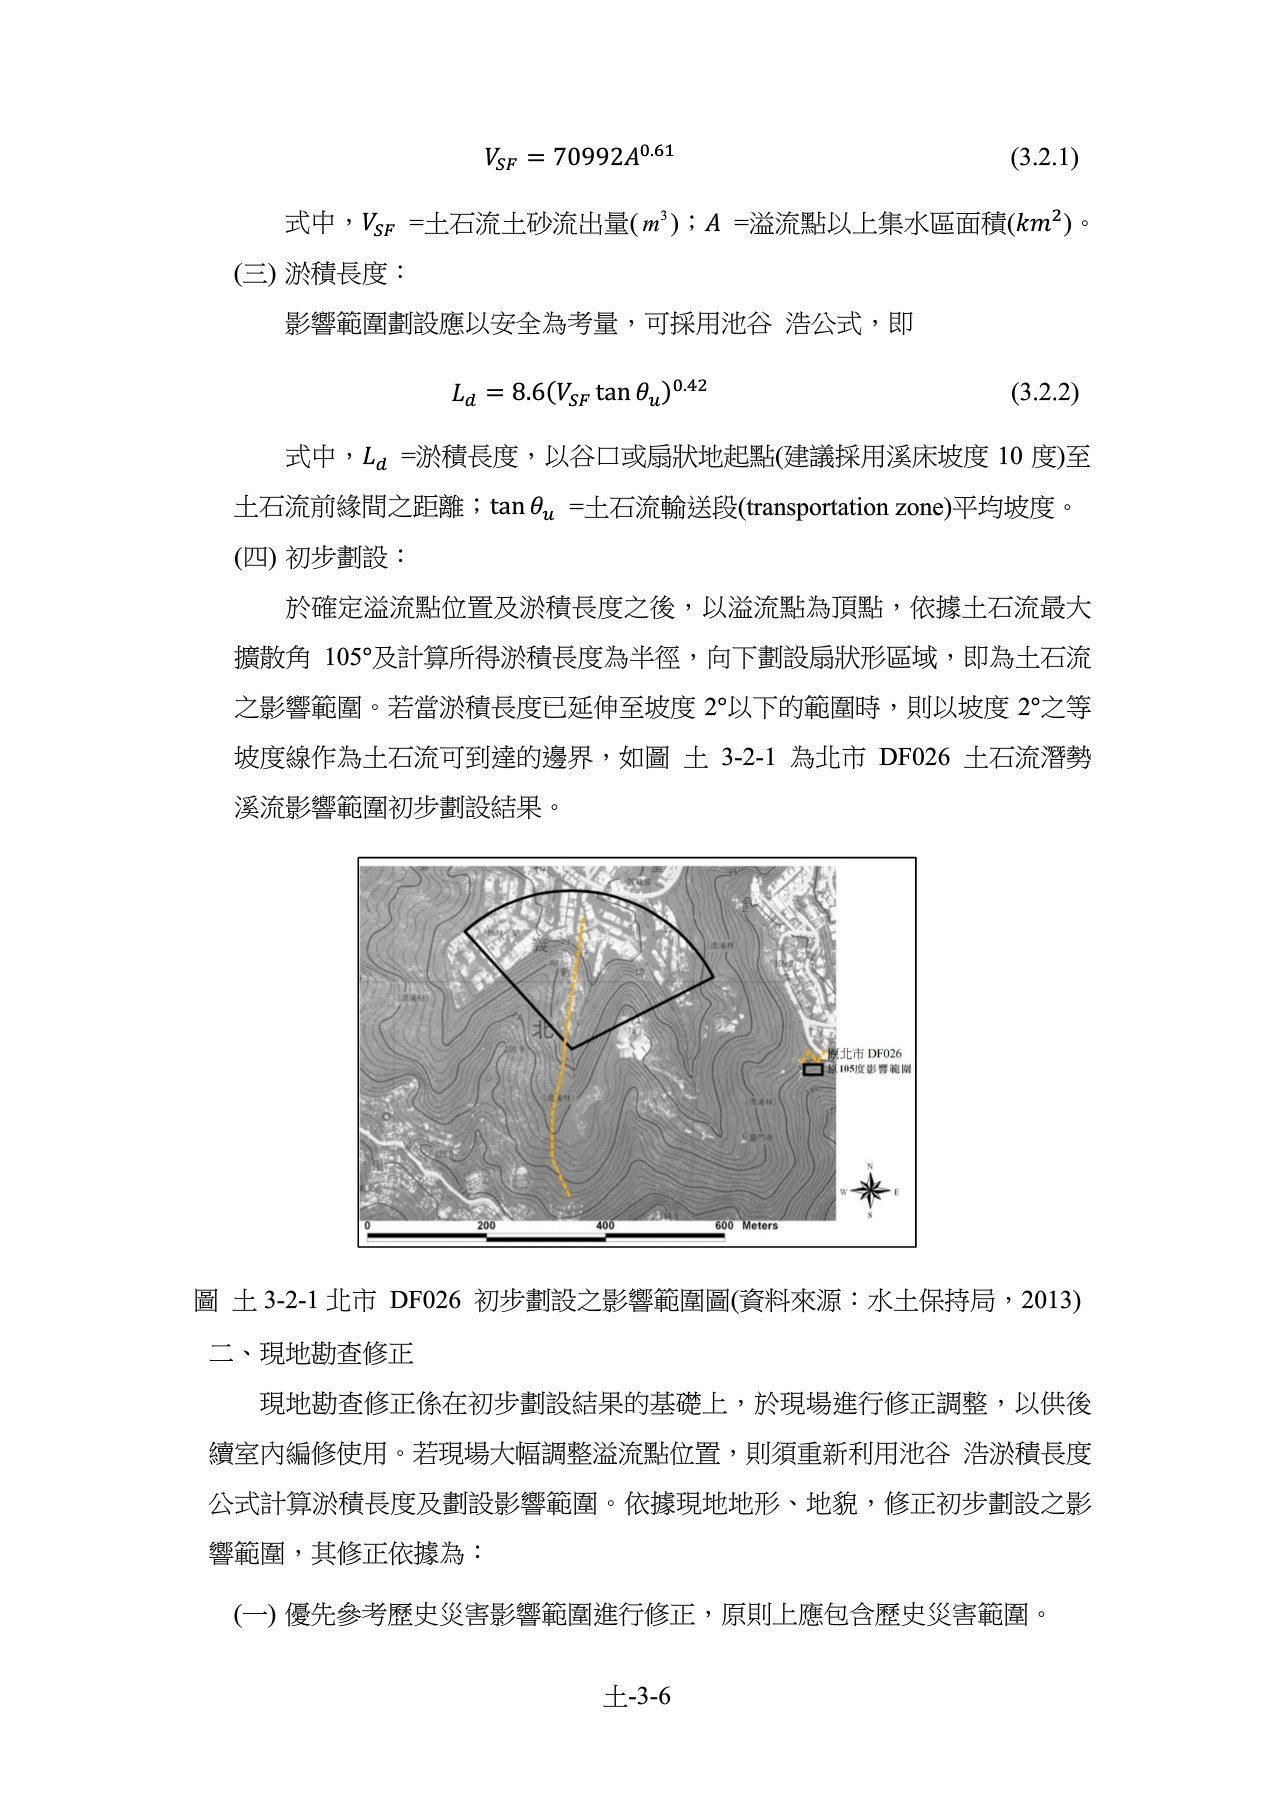 V_SF = 70992A^0.61 (3.2.1)
式中，V_SF =土石流土砂流出量(m³)；A =溢流點以上集水區面積(km²)。
(三) 淤積長度：
影響範圍劃設應以安全為考量，可採用池谷 浩公式，即
L_d = 8.6(V_SF tan θ_u)^0.42 (3.2.2)
式中，L_d =淤積長度，以谷口或扇狀地起點(建議採用溪床坡度 10 度)至
土石流前緣間之距離；tan θ_u =土石流輸送段(transportation zone)平均坡度。
(四) 初步劃設：
於確定溢流點位置及淤積長度之後，以溢流點為頂點，依據土石流最大
擴散角 105°及計算所得淤積長度為半徑，向下劃設扇狀形區域，即為土石流
之影響範圍。若當淤積長度已延伸至坡度 2°以下的範圍時，則以坡度 2°之等
坡度線作為土石流可到達的邊界，如圖 土 3-2-1 為北市 DF026 土石流潛勢
溪流影響範圍初步劃設結果。
義
北
里
原北市 DF026
原105度影響範圍
N
W E
S
0 200 400 600 Meters
圖 土 3-2-1 北市 DF026 初步劃設之影響範圍圖(資料來源：水土保持局，2013)
二、現地勘查修正
現地勘查修正係在初步劃設結果的基礎上，於現場進行修正調整，以供後
續室內編修使用。若現場大幅調整溢流點位置，則須重新利用池谷 浩淤積長度
公式計算淤積長度及劃設影響範圍。依據現地地形、地貌，修正初步劃設之影
響範圍，其修正依據為：
(一) 優先參考歷史災害影響範圍進行修正，原則上應包含歷史災害範圍。
土-3-6